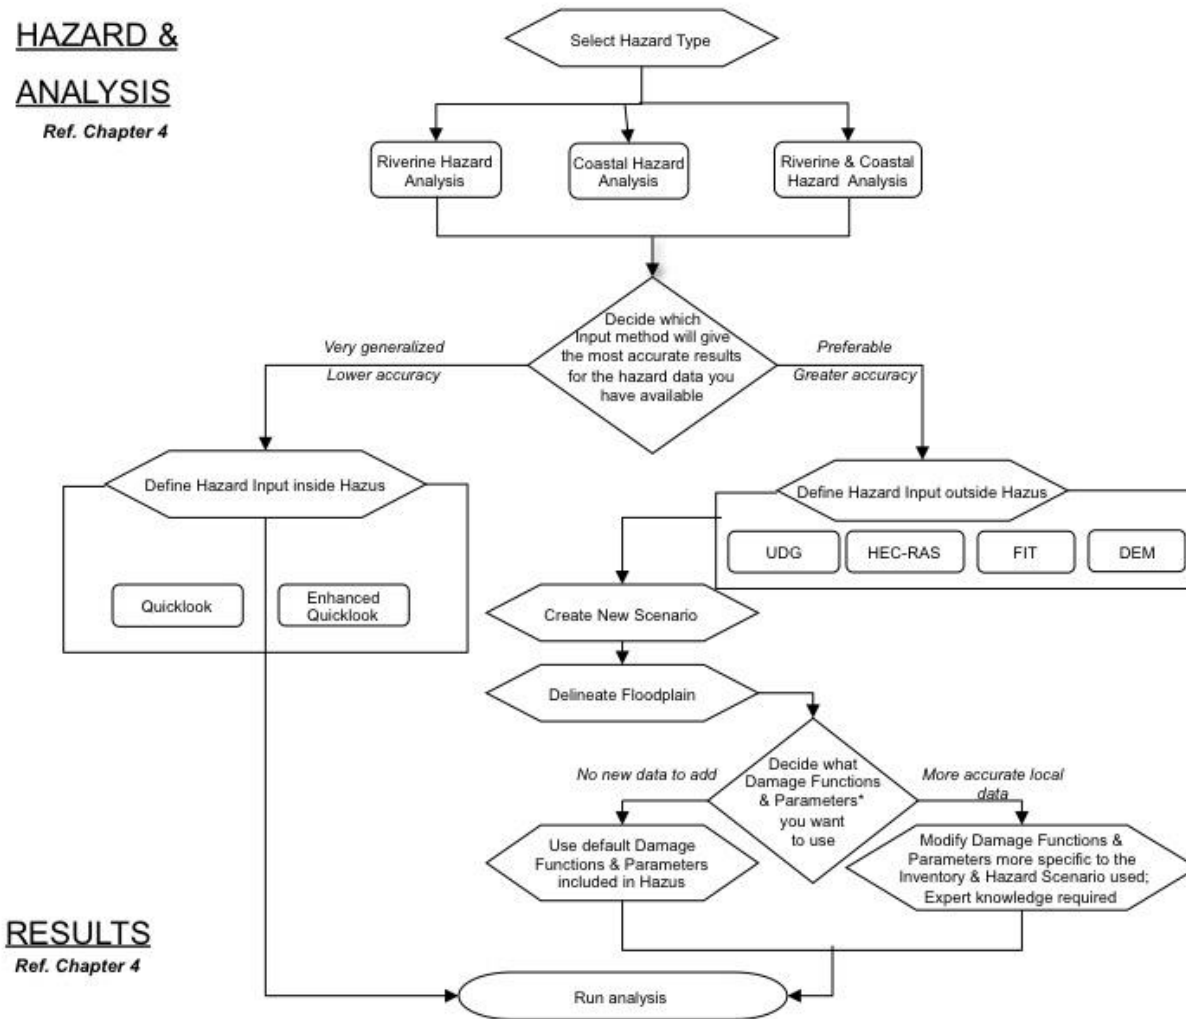 HAZARD &
ANALYSIS
Ref. Chapter 4
Select Hazard Type
Riverine Hazard
Analysis
Coastal Hazard
Analysis
Riverine & Coastal
Hazard Analysis
Decide which
Input method will give
the most accurate results
for the hazard data you
have available
Very generalized
Lower accuracy
Preferable
Greater accuracy
Define Hazard Input inside Hazus
Quicklook
Enhanced
Quicklook
Define Hazard Input outside Hazus
UDG
HEC-RAS
FIT
DEM
Create New Scenario
Delineate Floodplain
Decide what
Damage Functions
& Parameters*
you want
to use
No new data to add
More accurate local
data
Use default Damage
Functions & Parameters
included in Hazus
Modify Damage Functions &
Parameters more specific to the
Inventory & Hazard Scenario used;
Expert knowledge required
RESULTS
Ref. Chapter 4
Run analysis